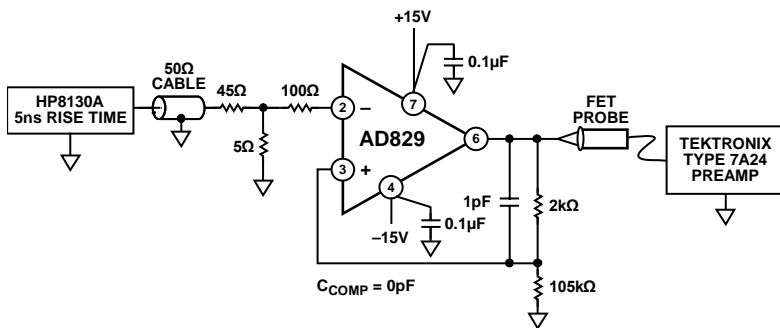 +15V
50Ω
CABLE
HP8130A
5ns RISE TIME
45Ω
5Ω
100Ω
2
–
3
+
AD829
7
0.1µF
6
4
–15V
0.1µF
1pF
2kΩ
105kΩ
C_COMP = 0pF
FET
PROBE
TEKTRONIX
TYPE 7A24
PREAMP